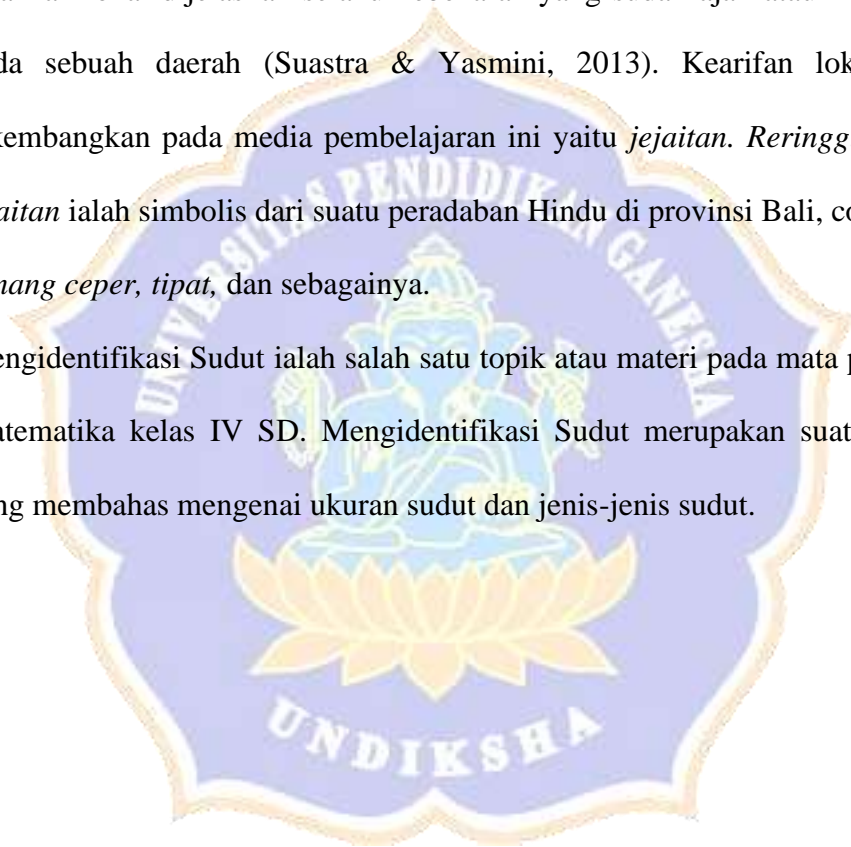 da sebuah daerah (Suastra & Yasmini, 2013). Kearifan lok
kembangkan pada media pembelajaran ini yaitu jejaitan. Reringg
aitan ialah simbolis dari suatu peradaban Hindu di provinsi Bali, co
nang ceper, tipat, dan sebagainya.
engidentifikasi Sudut ialah salah satu topik atau materi pada mata p
atematika kelas IV SD. Mengidentifikasi Sudut merupakan suat
ng membahas mengenai ukuran sudut dan jenis-jenis sudut.
UNIVERSITAS PENDIDIKAN GANESHA
UNDIKSHA